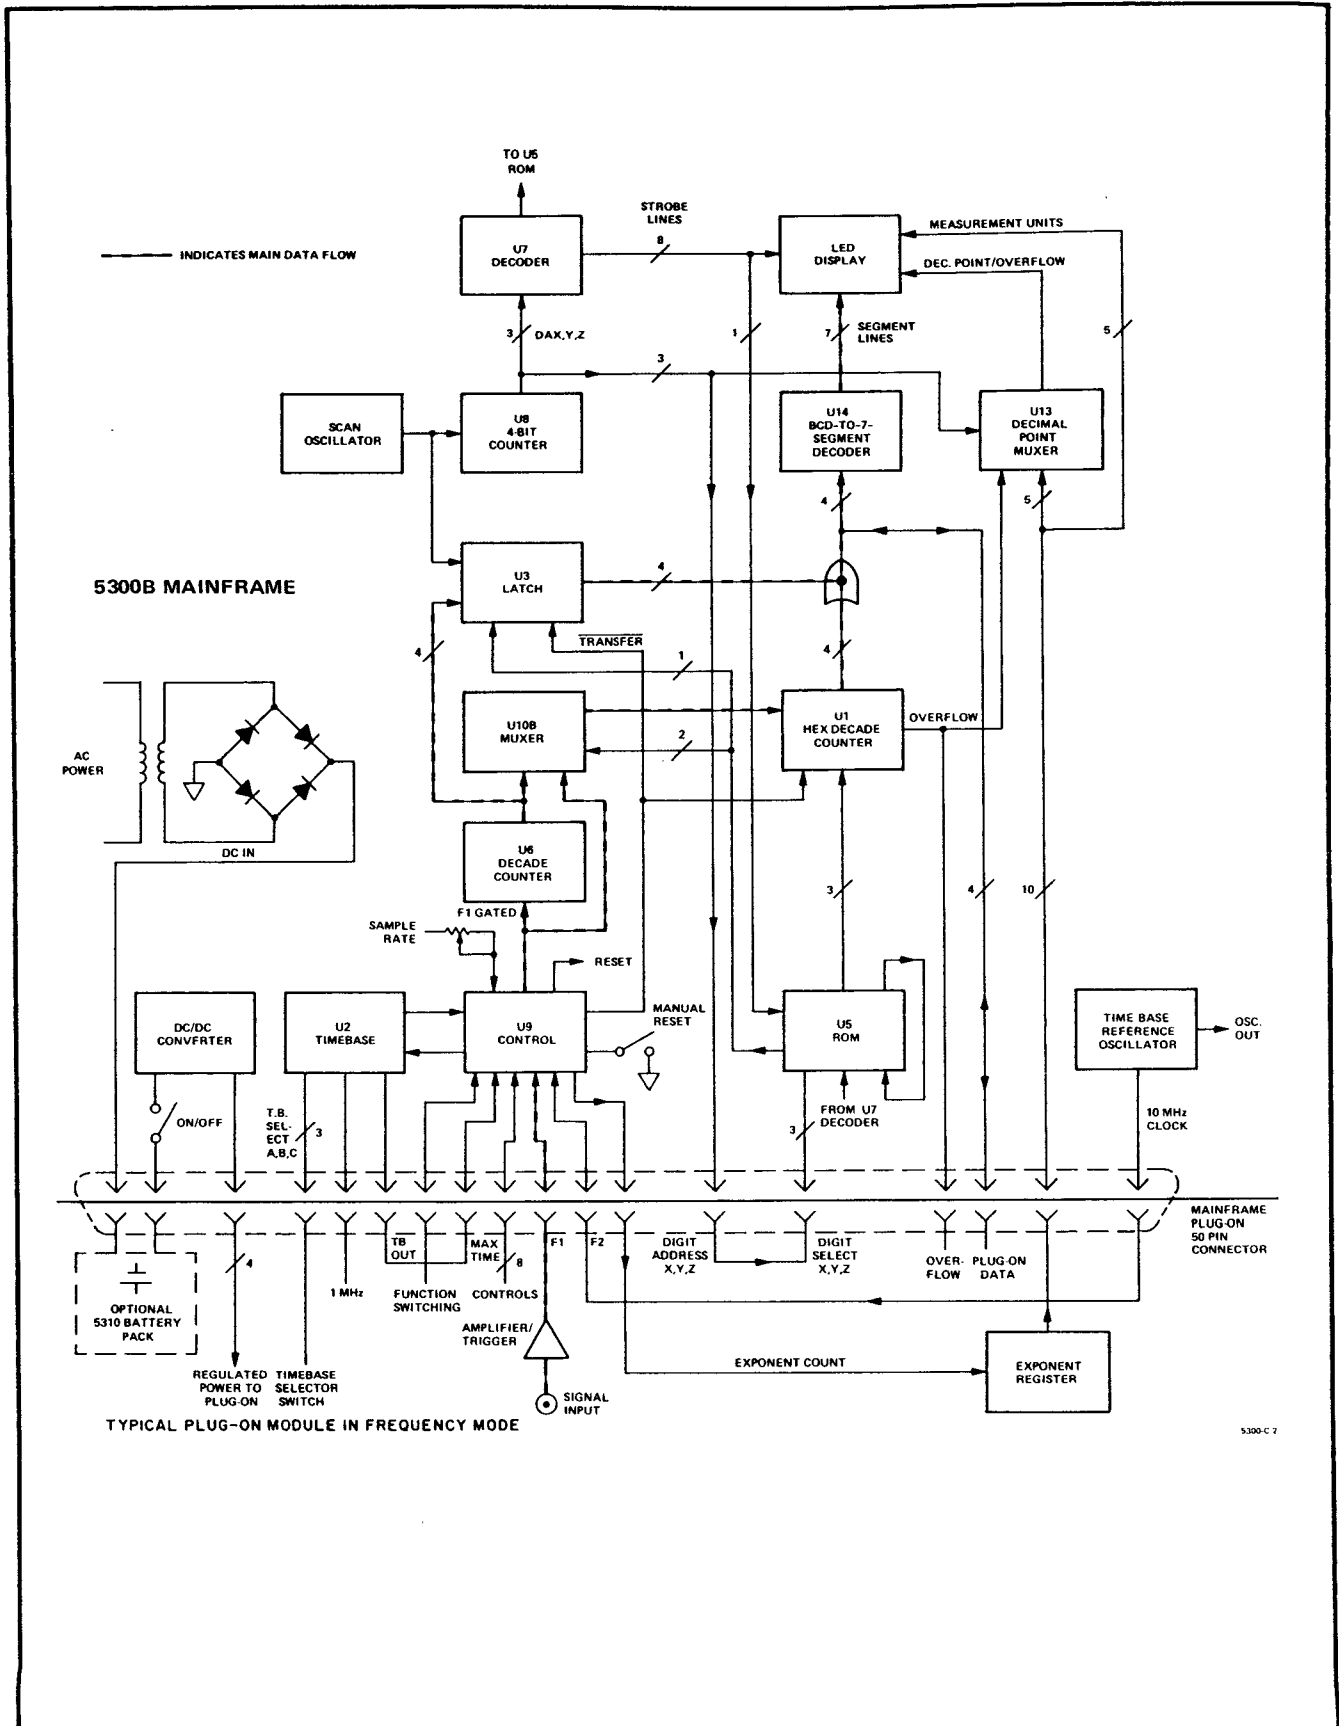 TO U5
ROM
STROBE
LINES
8
U7
DECODER
LED
DISPLAY
MEASUREMENT UNITS
DEC. POINT/OVERFLOW
INDICATES MAIN DATA FLOW
3
DAX,Y,Z
1
7
SEGMENT
LINES
5
3
SCAN
OSCILLATOR
U8
4-BIT
COUNTER
U14
BCD-TO-7-
SEGMENT
DECODER
U13
DECIMAL
POINT
MUXER
4
5
5300B MAINFRAME
U3
LATCH
4
TRANSFER
4
1
4
U10B
MUXER
2
U1
HEX DECADE
COUNTER
OVERFLOW
AC
POWER
DC IN
U6
DECADE
COUNTER
3
4
10
F1 GATED
SAMPLE
RATE
RESET
MANUAL
RESET
DC/DC
CONVERTER
U2
TIMEBASE
U9
CONTROL
U5
ROM
TIME BASE
REFERENCE
OSCILLATOR
OSC.
OUT
ON/OFF
T.B.
SEL-
ECT
A,B,C
3
FROM U7
DECODER
3
10 MHz
CLOCK
MAINFRAME
PLUG-ON
50 PIN
CONNECTOR
TB
OUT
MAX
TIME
8
F1
F2
DIGIT
ADDRESS
X,Y,Z
DIGIT
SELECT
X,Y,Z
OVER-
FLOW
PLUG-ON
DATA
4
1 MHz
FUNCTION
SWITCHING
CONTROLS
OPTIONAL
5310 BATTERY
PACK
AMPLIFIER/
TRIGGER
REGULATED
POWER TO
PLUG-ON
TIMEBASE
SELECTOR
SWITCH
EXPONENT COUNT
EXPONENT
REGISTER
SIGNAL
INPUT
TYPICAL PLUG-ON MODULE IN FREQUENCY MODE
5300-C 2